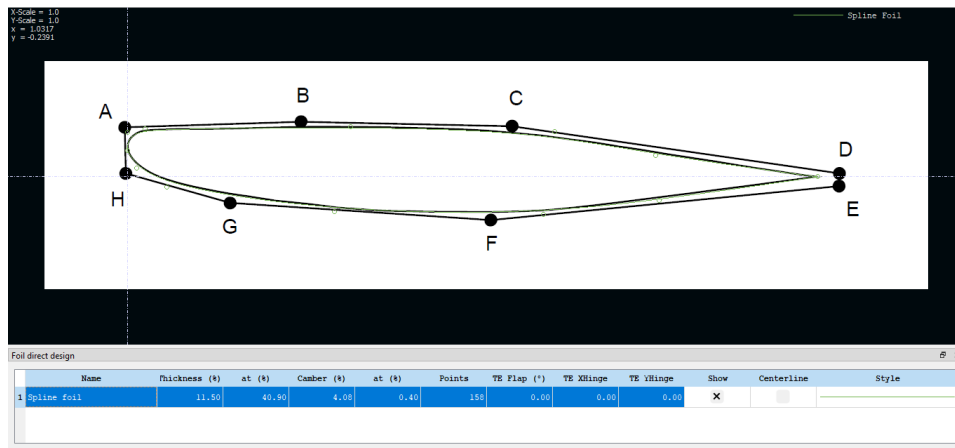 X-Scale = 1.0
Y-Scale = 1.0
x = 1.0317
y = -0.2391
Spline Foil
A
B
C
D
E
F
G
H
Foil direct design
Name Thickness (%) at (%) Camber (%) at (%) Points TE Flap (°) TE XHinge TE YHinge Show Centerline Style
1 Spline foil 11.50 40.90 4.08 0.40 158 0.00 0.00 0.00